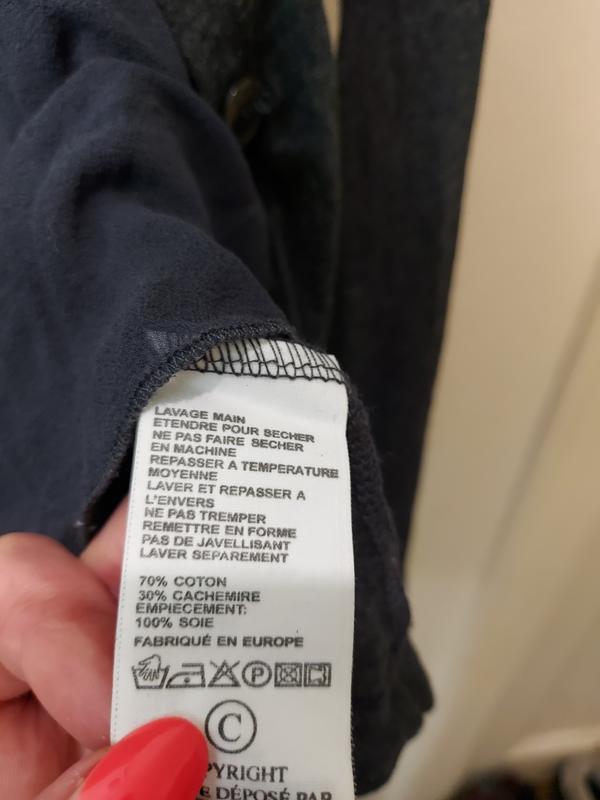 LAVAGE MAIN
ETENDRE POUR SECHER
NE PAS FAIRE SECHER
EN MACHINE
REPASSER A TEMPERATURE
MOYENNE
LAVER ET REPASSER A
L'ENVERS
NE PAS TREMPER
REMETTRE EN FORME
PAS DE JAVELLISANT
LAVER SEPAREMENT
70% COTON
30% CACHEMIRE
EMPIECEMENT:
100% SOIE
FABRIQUÉ EN EUROPE
P
©
PYRIGHT
DÉPOSÉ PAR